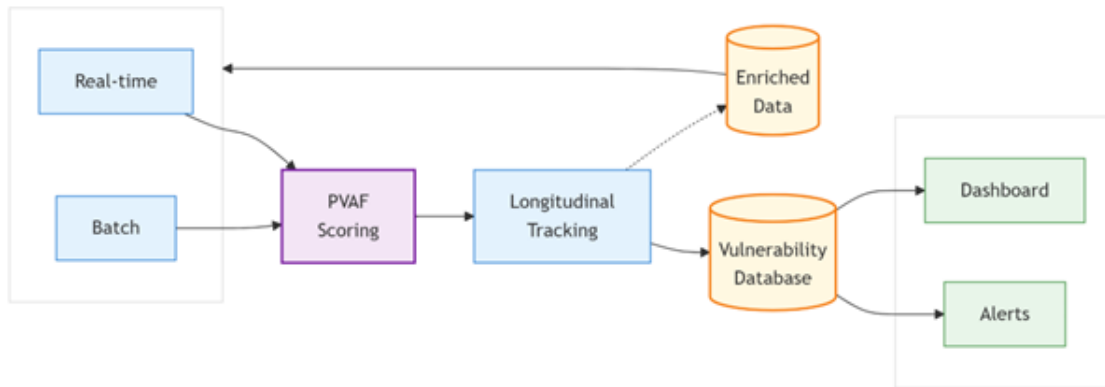 Real-time
Batch
PVAF
Scoring
Longitudinal
Tracking
Enriched
Data
Vulnerability
Database
Dashboard
Alerts